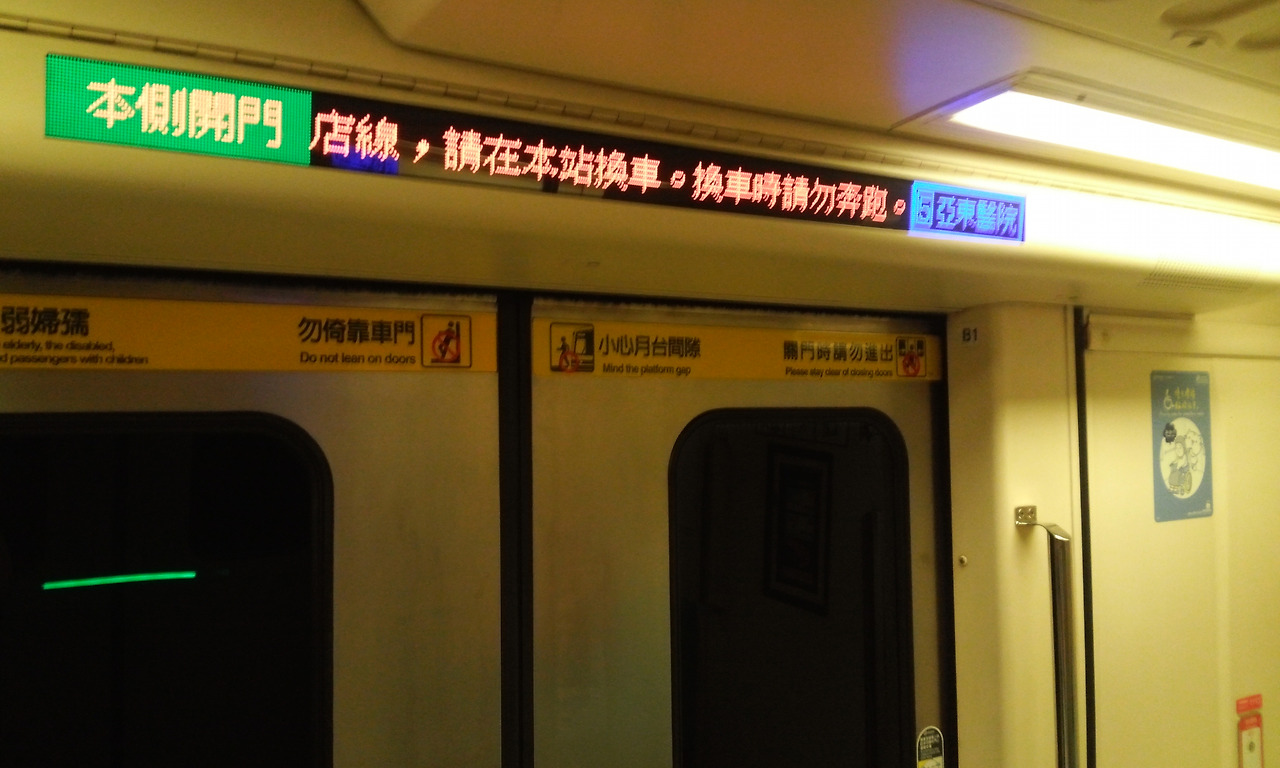 本側開門
店線，請在本站換車。換車時請勿奔跑。
5 亞東醫院
弱婦孺
elderly, the disabled,
d passengers with children
勿倚靠車門
Do not lean on doors
小心月台間隙
Mind the platform gap
關門時請勿進出
Please stay clear of closing doors
B1